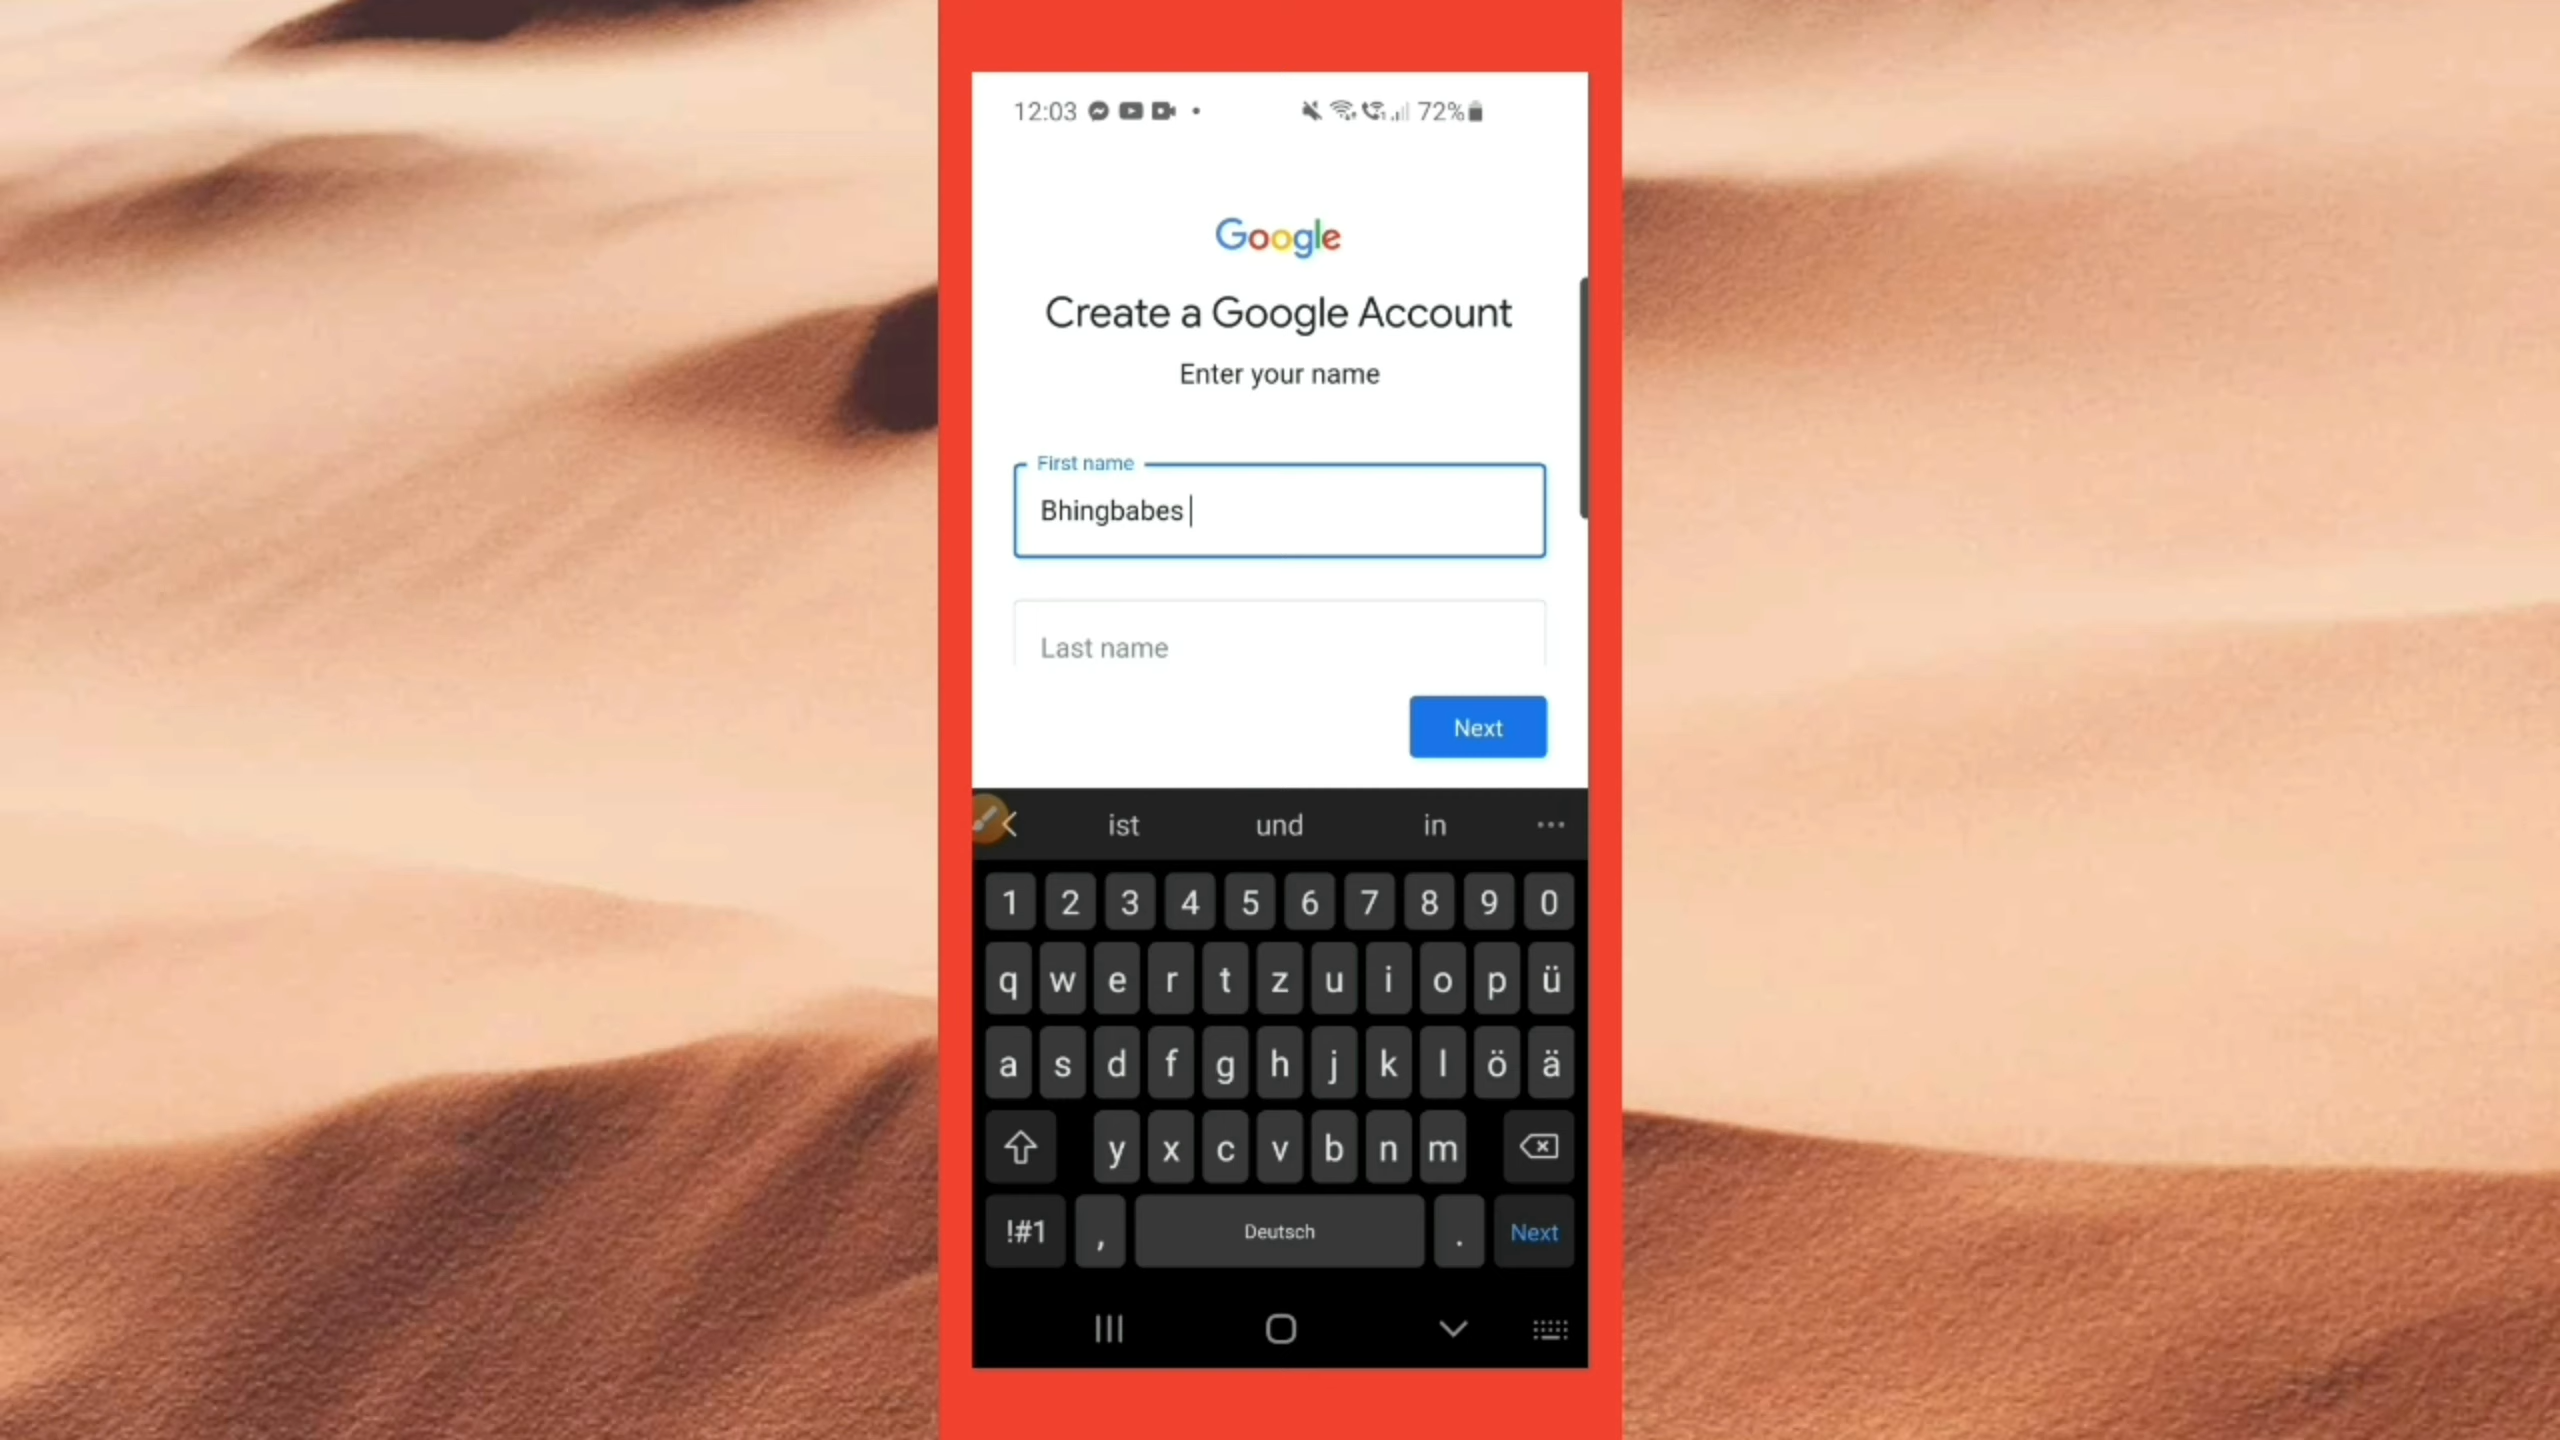 12:03 72%
Google
Create a Google Account
Enter your name
First name
Bhingbabes
Last name
Next
ist und in
1 2 3 4 5 6 7 8 9 0
q w e r t z u i o p ü
a s d f g h j k l ö ä
y x c v b n m
!#1 , Deutsch . Next